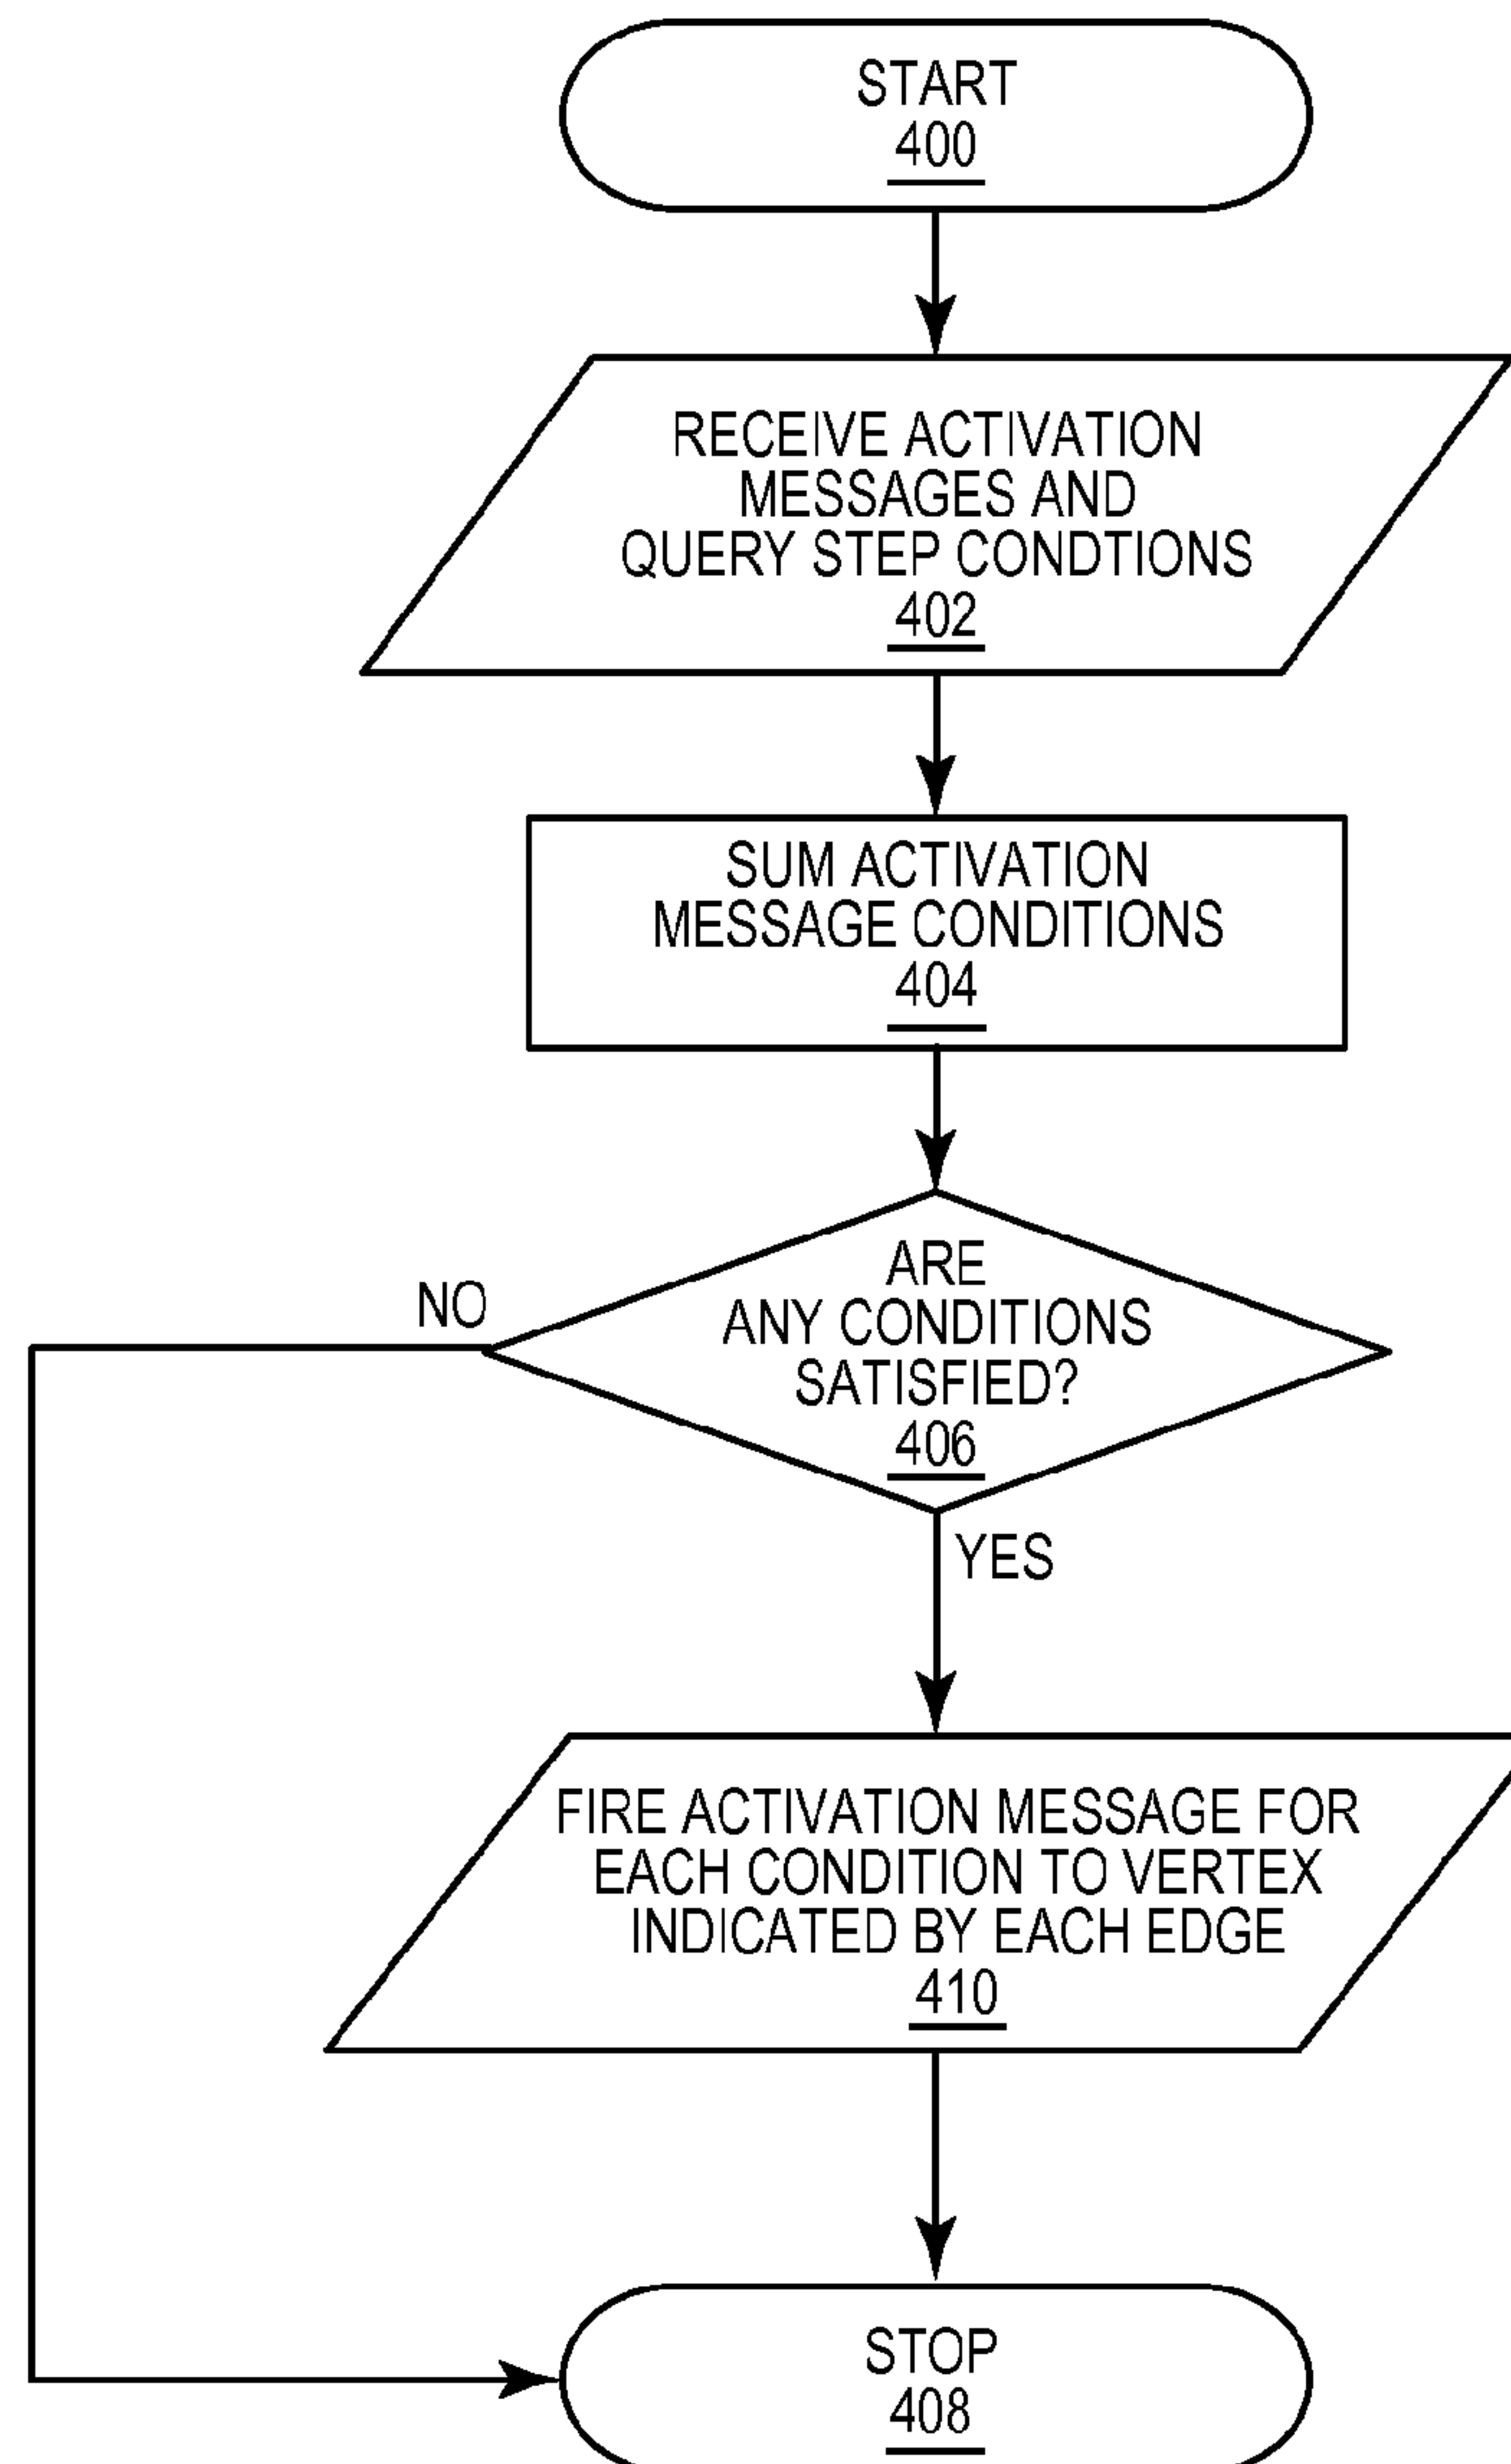 START
400
RECEIVE ACTIVATION
MESSAGES AND
QUERY STEP CONDTIONS
402
SUM ACTIVATION
MESSAGE CONDITIONS
404
ARE
ANY CONDITIONS
SATISFIED?
406
NO
YES
FIRE ACTIVATION MESSAGE FOR
EACH CONDITION TO VERTEX
INDICATED BY EACH EDGE
410
STOP
408